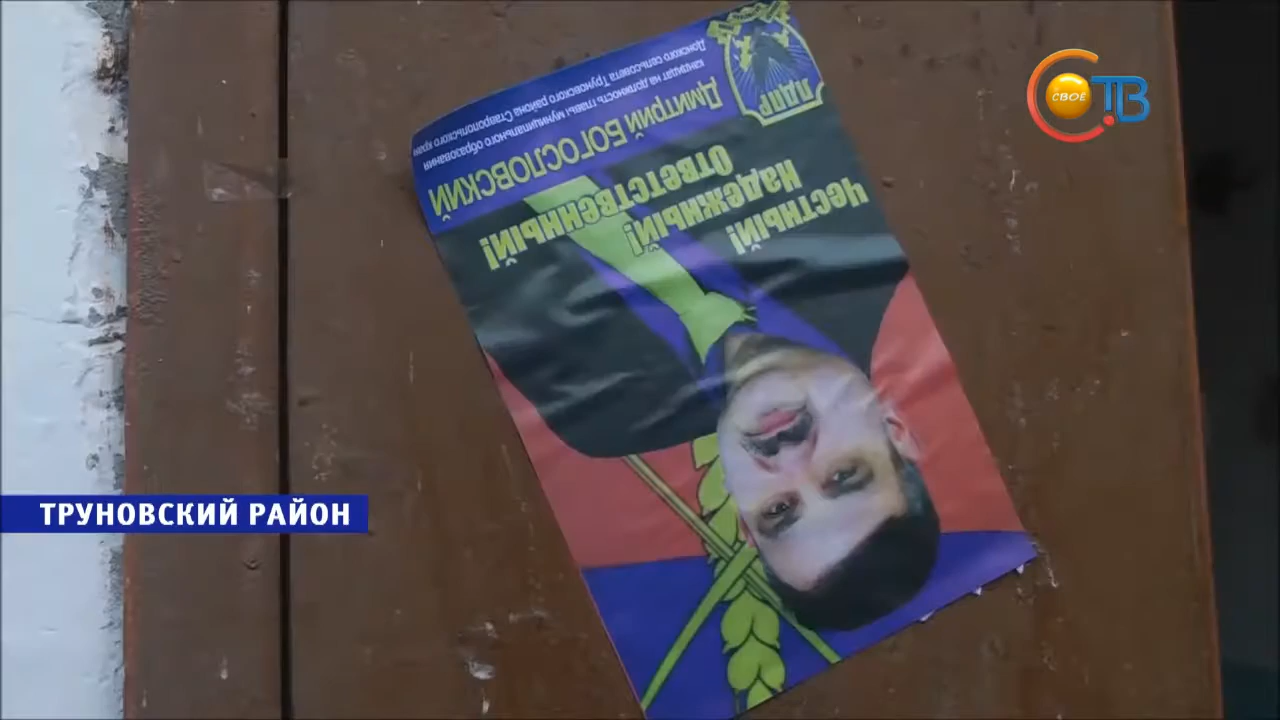 СВОЁ
ТВ
ЧЕСТНЫЙ!
НАДЕЖНЫЙ!
ОТВЕТСТВЕННЫЙ!
ДМИТРИЙ БОГОСЛОВСКИЙ
кандидат на должность главы муниципального образования
Донского сельсовета Труновского района Ставропольского края
ЛДПР
ТРУНОВСКИЙ РАЙОН